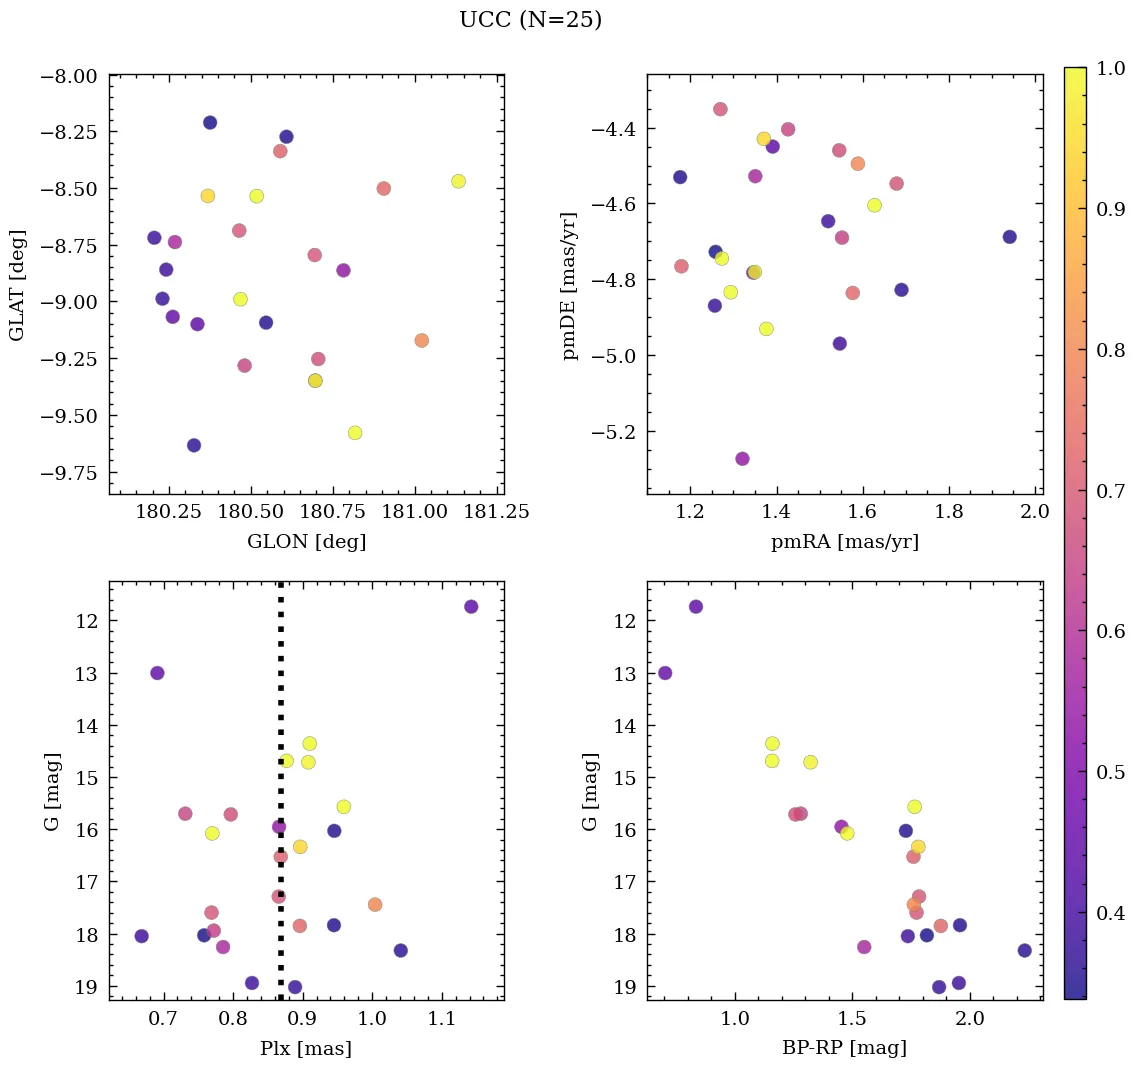 UCC (N=25)
−8.00
−8.25
−8.50
−8.75
−9.00
−9.25
−9.50
−9.75
GLAT [deg]
180.25 180.50 180.75 181.00 181.25
GLON [deg]
−4.4
−4.6
−4.8
−5.0
−5.2
pmDE [mas/yr]
1.2 1.4 1.6 1.8 2.0
pmRA [mas/yr]
12
13
14
15
16
17
18
19
G [mag]
0.7 0.8 0.9 1.0 1.1
Plx [mas]
12
13
14
15
16
17
18
19
G [mag]
1.0 1.5 2.0
BP-RP [mag]
1.0
0.9
0.8
0.7
0.6
0.5
0.4